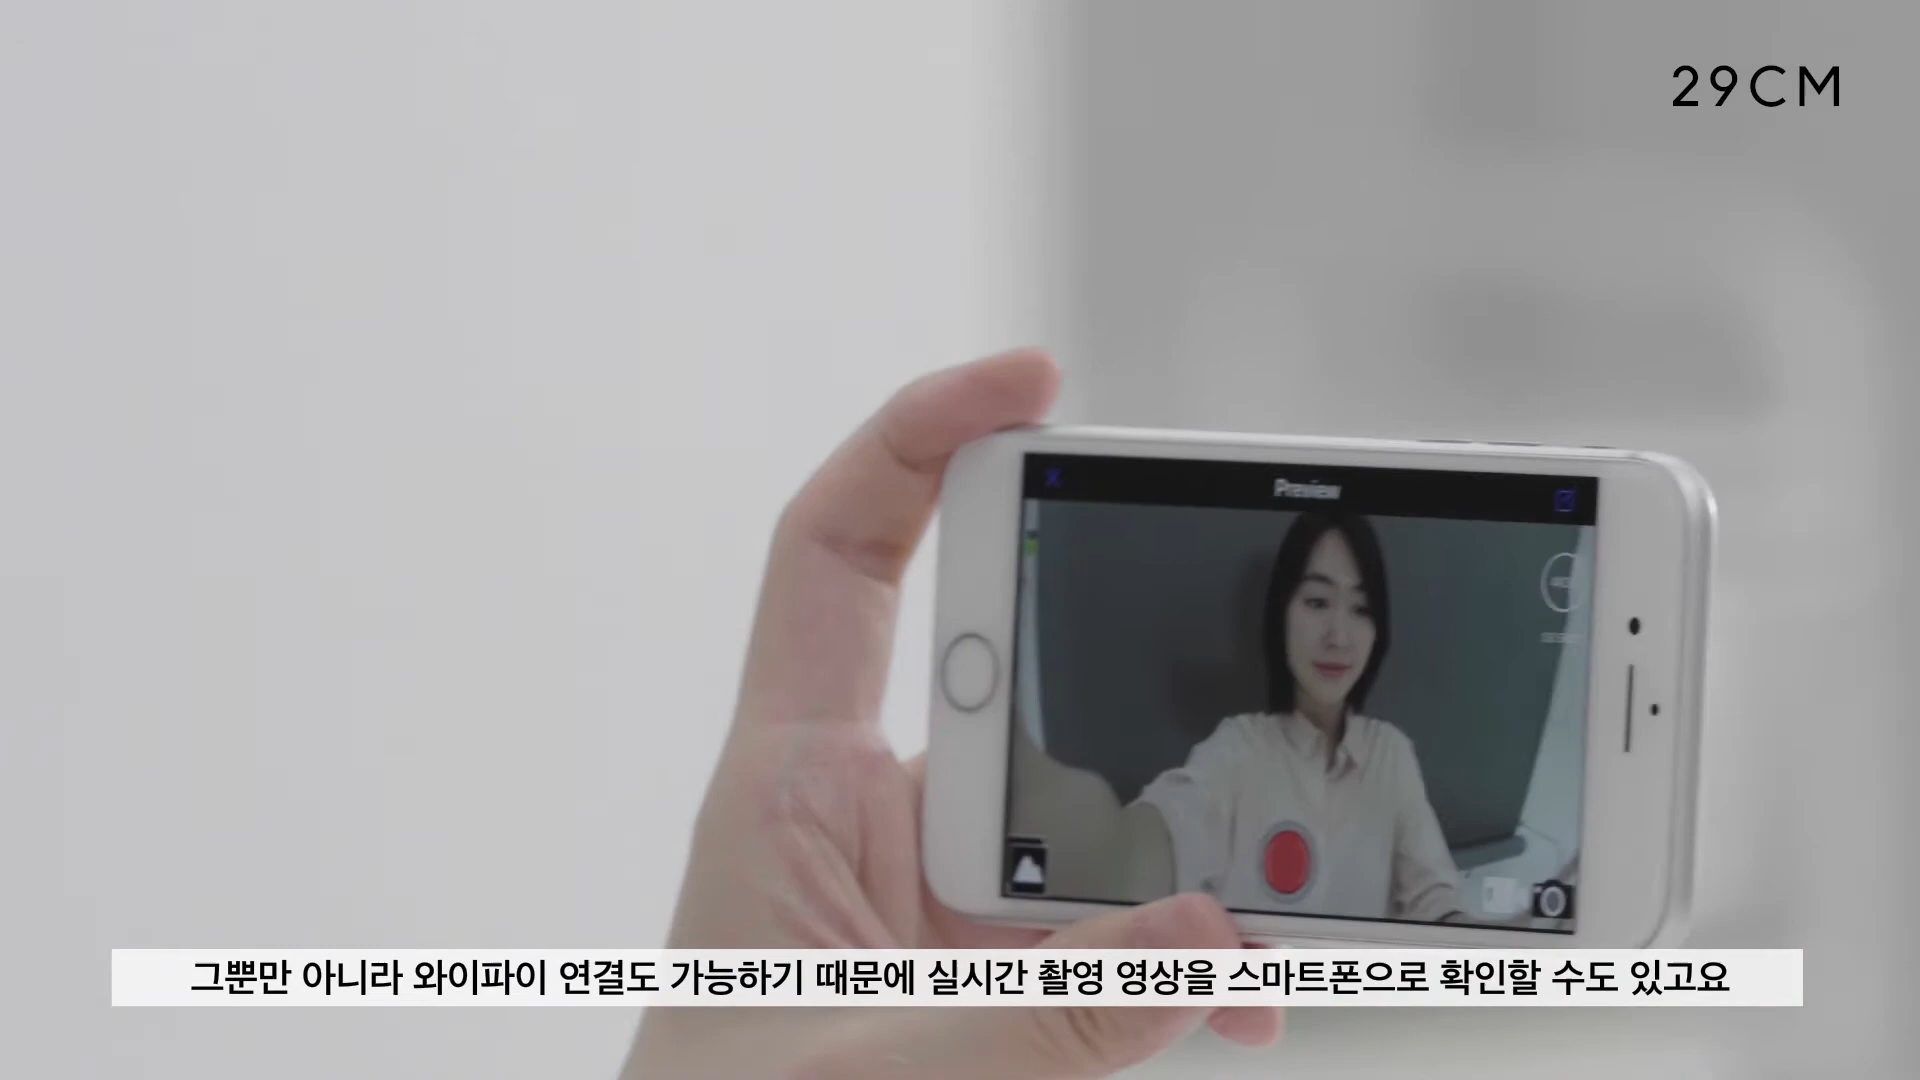 29CM
Preview
그뿐만 아니라 와이파이 연결도 가능하기 때문에 실시간 촬영 영상을 스마트폰으로 확인할 수도 있고요